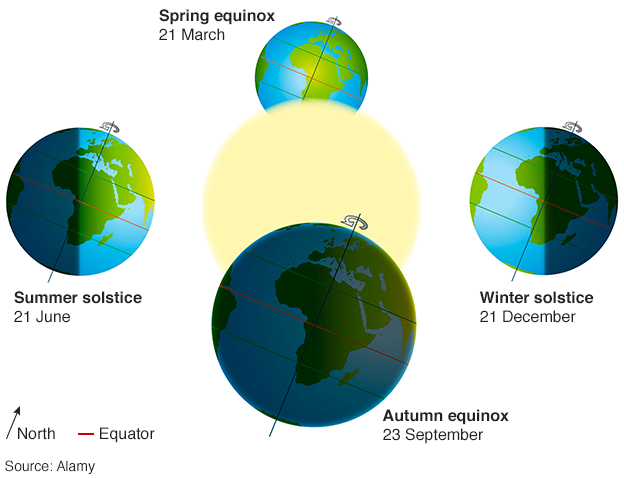 Spring equinox
21 March
Summer solstice
21 June
Winter solstice
21 December
Autumn equinox
23 September
North
Equator
Source: Alamy